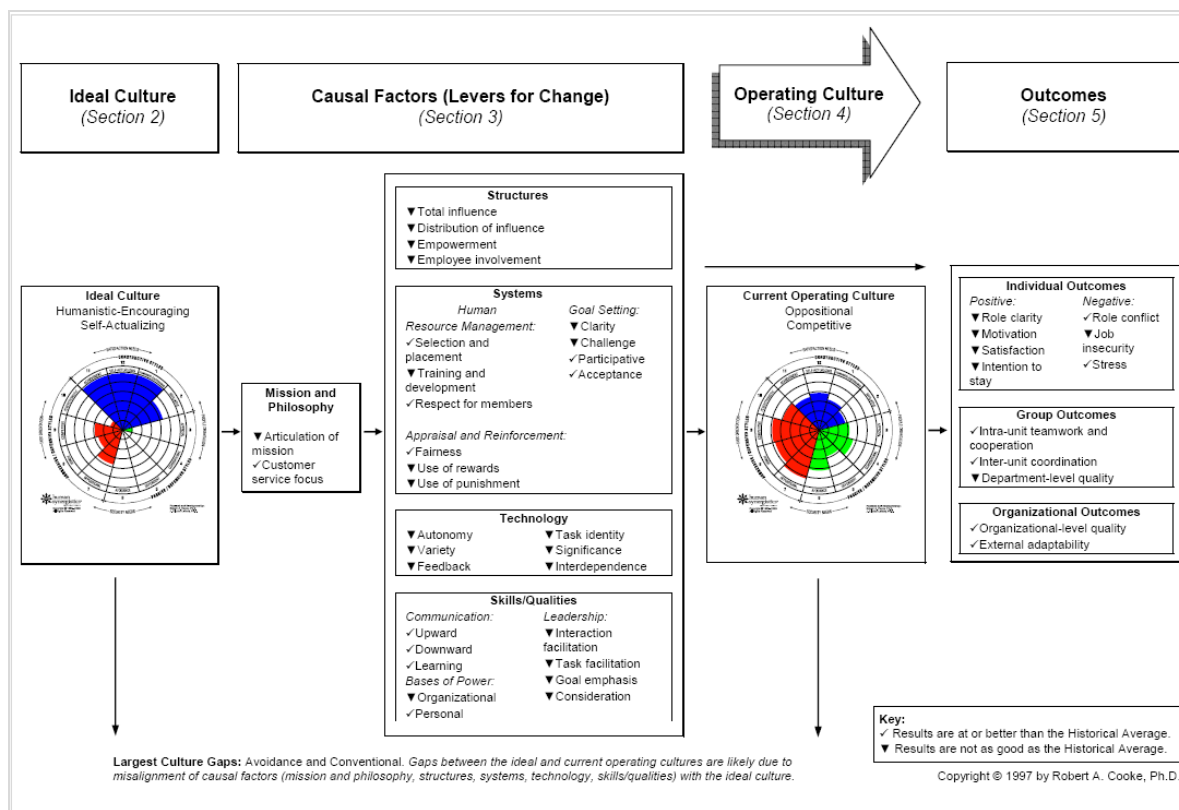 Ideal Culture
(Section 2)
Causal Factors (Levers for Change)
(Section 3)
Operating Culture
(Section 4)
Outcomes
(Section 5)
Ideal Culture
Humanistic-Encouraging
Self-Actualizing
Mission and
Philosophy
▼Articulation of
mission
✓Customer
service focus
Structures
▼Total influence
▼Distribution of influence
▼Empowerment
▼Employee involvement
Systems
Human
Resource Management:
✓Selection and
placement
▼Training and
development
✓Respect for members
Goal Setting:
▼Clarity
▼Challenge
✓Participative
✓Acceptance
Appraisal and Reinforcement:
✓Fairness
▼Use of rewards
▼Use of punishment
Technology
▼Autonomy
▼Variety
▼Feedback
▼Task identity
▼Significance
▼Interdependence
Skills/Qualities
Communication:
✓Upward
✓Downward
✓Learning
Bases of Power:
▼Organizational
✓Personal
Leadership:
▼Interaction
facilitation
▼Task facilitation
▼Goal emphasis
▼Consideration
Current Operating Culture
Oppositional
Competitive
Individual Outcomes
Positive:
▼Role clarity
▼Motivation
▼Satisfaction
▼Intention to
stay
Negative:
✓Role conflict
▼Job
insecurity
✓Stress
Group Outcomes
✓Intra-unit teamwork and
cooperation
✓Inter-unit coordination
▼Department-level quality
Organizational Outcomes
✓Organizational-level quality
✓External adaptability
Key:
✓ Results are at or better than the Historical Average.
▼ Results are not as good as the Historical Average.
Largest Culture Gaps: Avoidance and Conventional. Gaps between the ideal and current operating cultures are likely due to
misalignment of causal factors (mission and philosophy, structures, systems, technology, skills/qualities) with the ideal culture.
Copyright © 1997 by Robert A. Cooke, Ph.D.